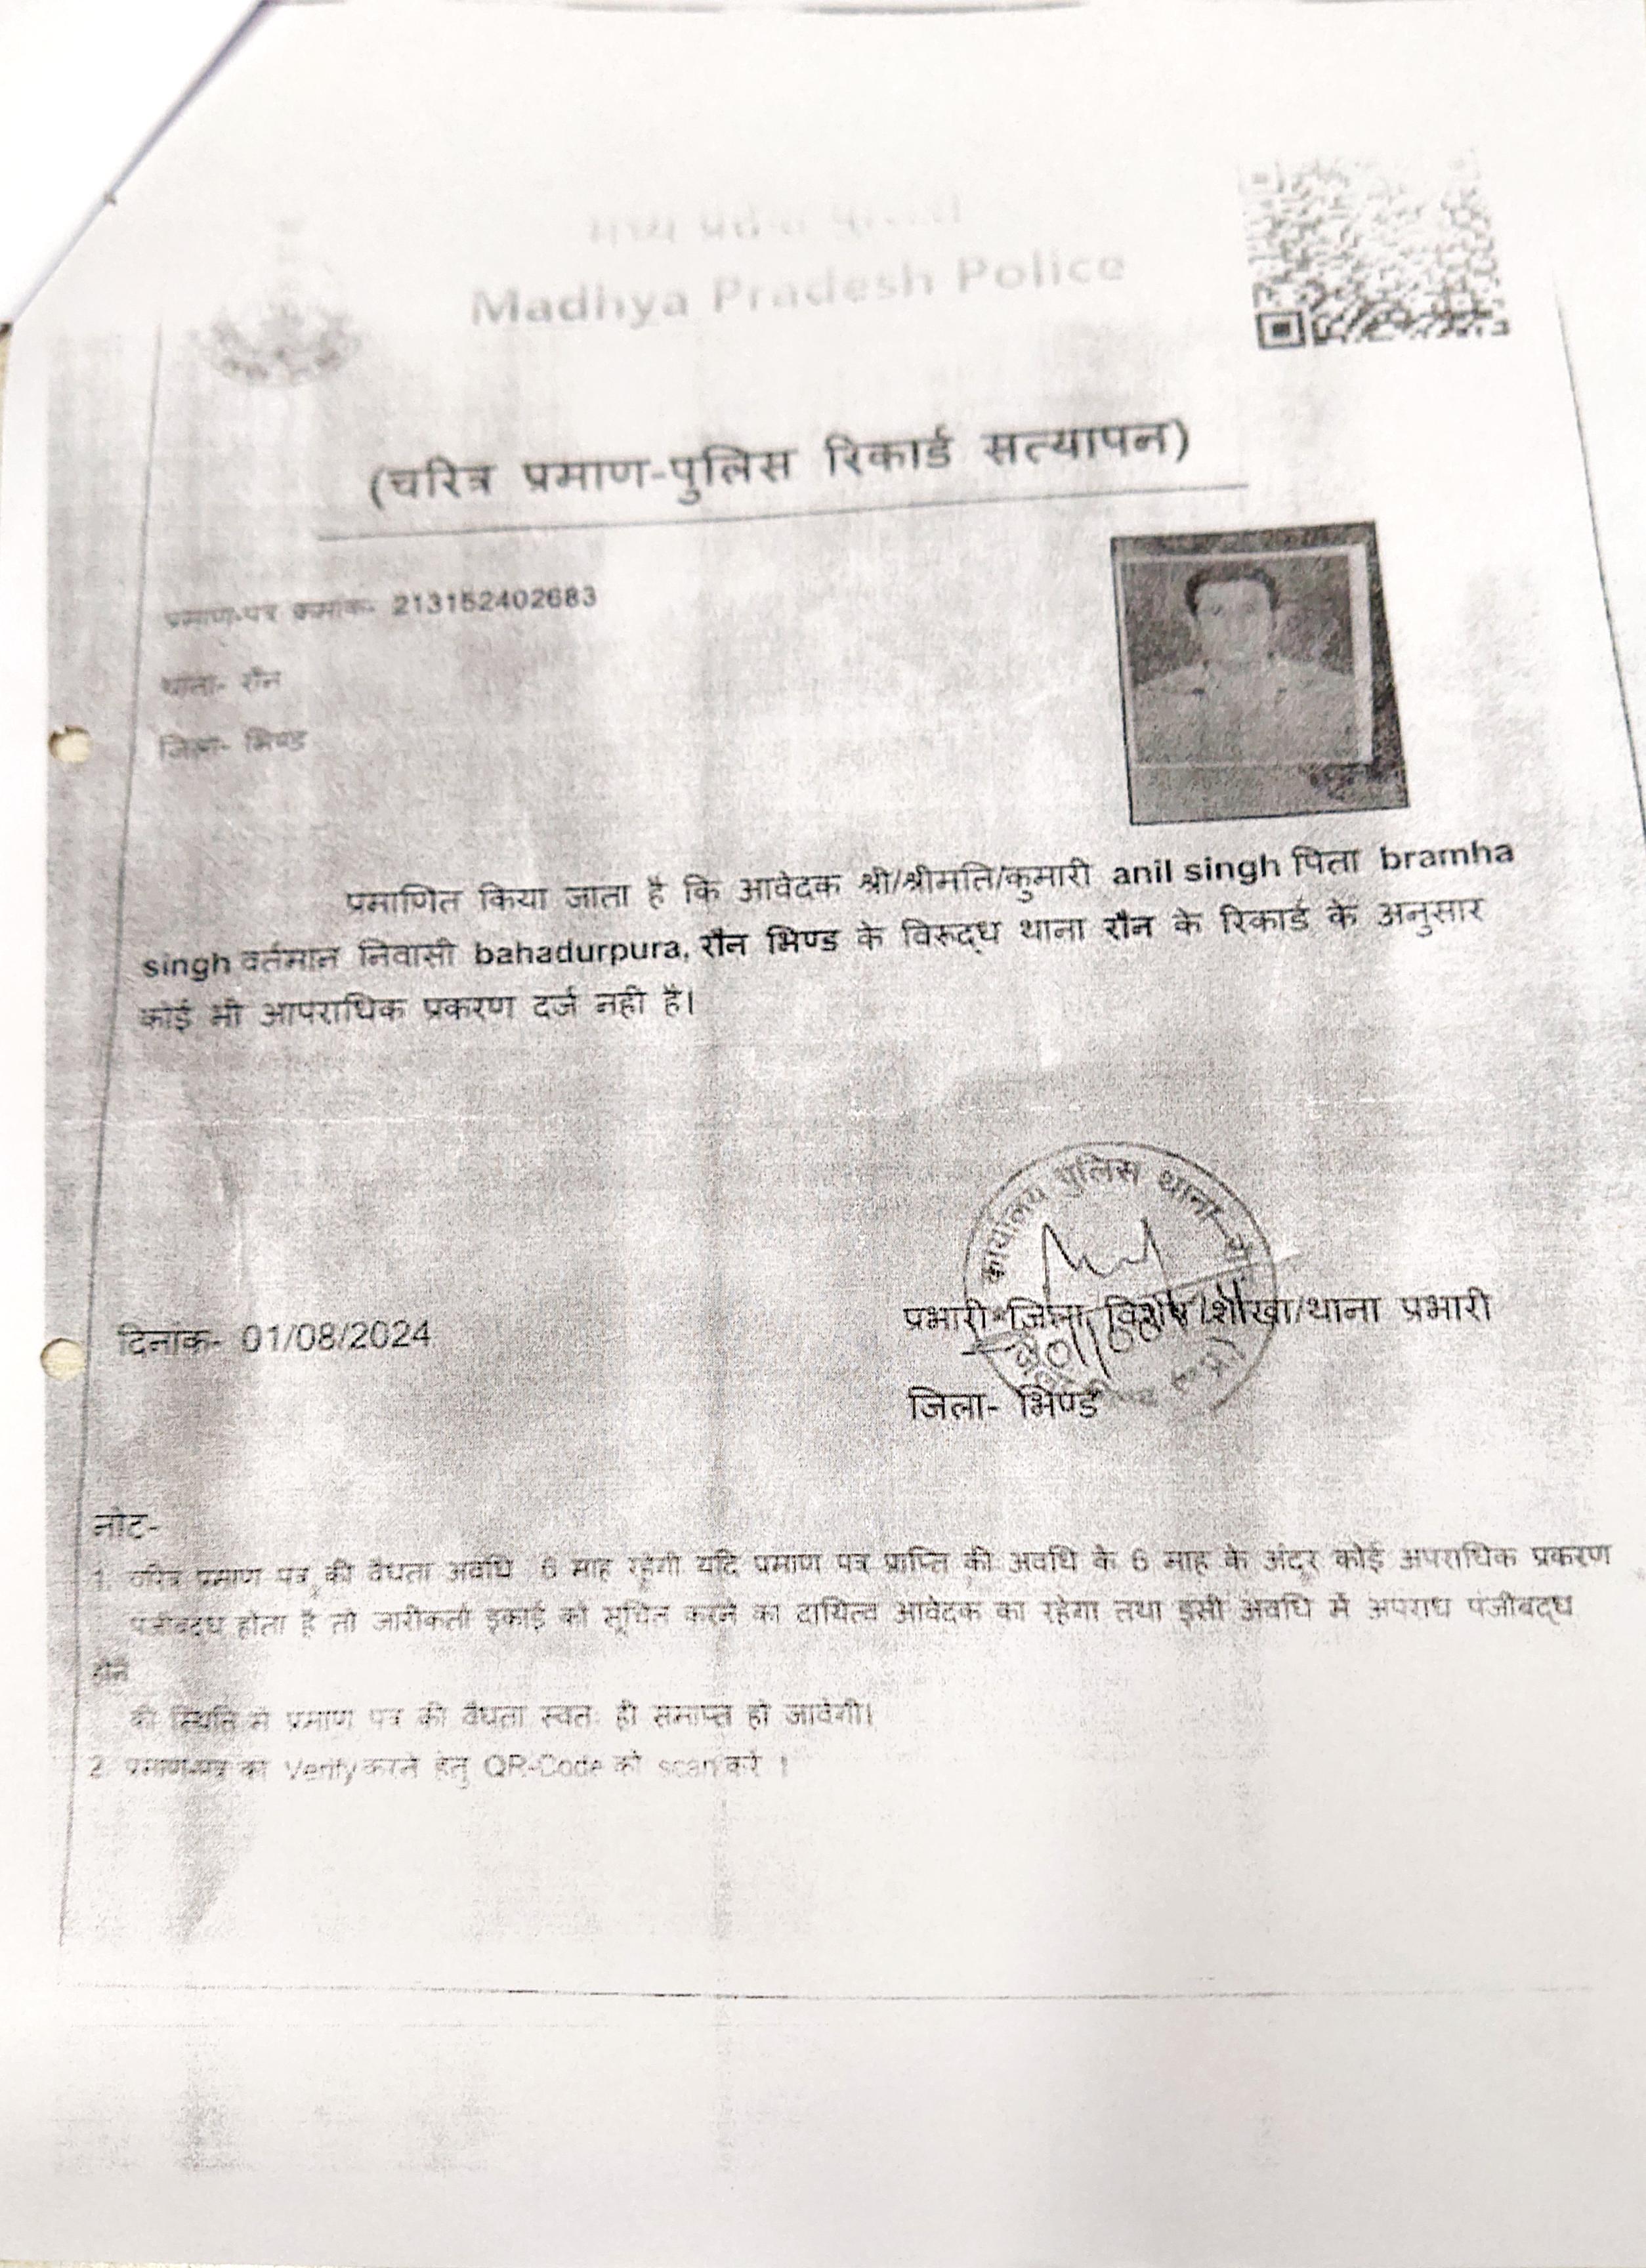 मध्य प्रदेश पुलिस
Madhya Pradesh Police
(चरित्र प्रमाण-पुलिस रिकार्ड सत्यापन)
प्रमाण-पत्र क्रमांक- 213152402683
थाना- रौन
जिला- भिण्ड
प्रमाणित किया जाता है कि आवेदक श्री/श्रीमति/कुमारी anil singh पिता bramha
singh वर्तमान निवासी bahadurpura, रौन भिण्ड के विरूद्ध थाना रौन के रिकार्ड के अनुसार
कोई भी आपराधिक प्रकरण दर्ज नही है।
कार्यालय पुलिस थाना
दिनांक- 01/08/2024
प्रभारी जिला विशेष शाखा/थाना प्रभारी
जिला- भिण्ड
नोट-
1. चरित्र प्रमाण पत्र की वैधता अवधि 6 माह रहेगी यदि प्रमाण पत्र प्राप्ति की अवधि के 6 माह के अंदर कोई अपराधिक प्रकरण
पंजीबद्ध होता है तो जारीकर्ता इकाई को सूचित करने का दायित्व आवेदक का रहेगा तथा इसी अवधि में अपराध पंजीबद्ध
होने
की स्थिति मे प्रमाण पत्र की वैधता स्वतः ही समाप्त हो जावेगी।
2. प्रमाण-पत्र को Verify करने हेतु QR-Code को scan करे ।